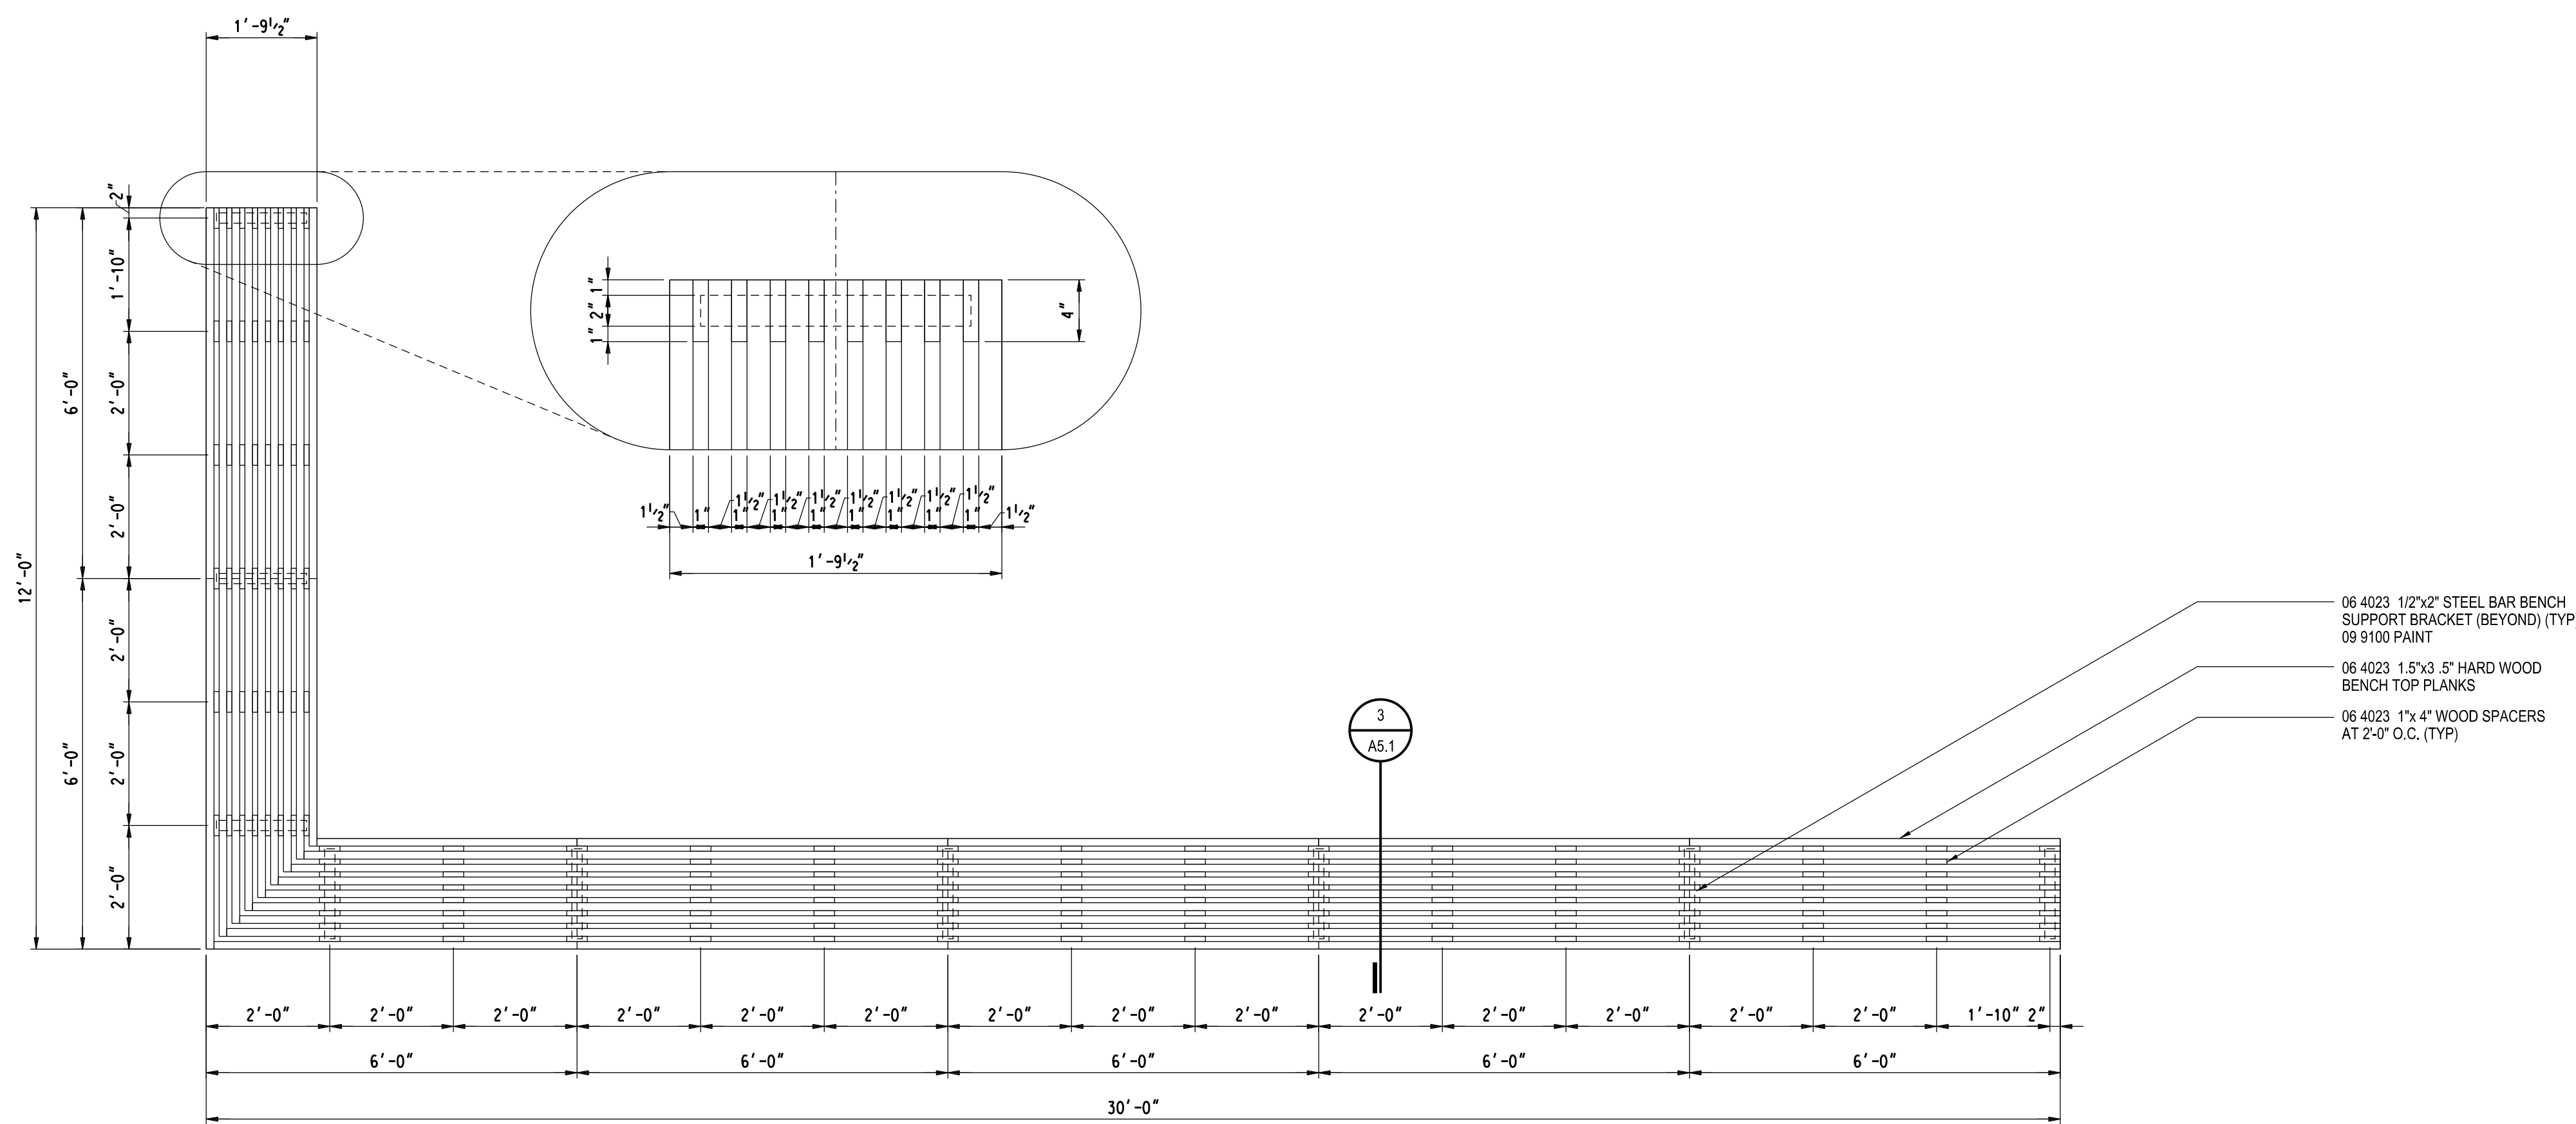 1'-9 1/2"
2"
1'-10"
2'-0"
2'-0"
2'-0"
2'-0"
2'-0"
6'-0"
6'-0"
12'-0"
1"
2"
1"
4"
1 1/2" 1" 1 1/2" 1" 1 1/2" 1" 1 1/2" 1" 1 1/2" 1" 1 1/2" 1" 1 1/2" 1" 1 1/2" 1" 1 1/2"
1'-9 1/2"
06 4023 1/2"x2" STEEL BAR BENCH
SUPPORT BRACKET (BEYOND) (TYP
09 9100 PAINT
06 4023 1.5"x3 .5" HARD WOOD
BENCH TOP PLANKS
06 4023 1"x 4" WOOD SPACERS
AT 2'-0" O.C. (TYP)
3
A5.1
2'-0" 2'-0" 2'-0" 2'-0" 2'-0" 2'-0" 2'-0" 2'-0" 2'-0" 2'-0" 2'-0" 2'-0" 2'-0" 2'-0" 1'-10" 2"
6'-0" 6'-0" 6'-0" 6'-0" 6'-0"
30'-0"